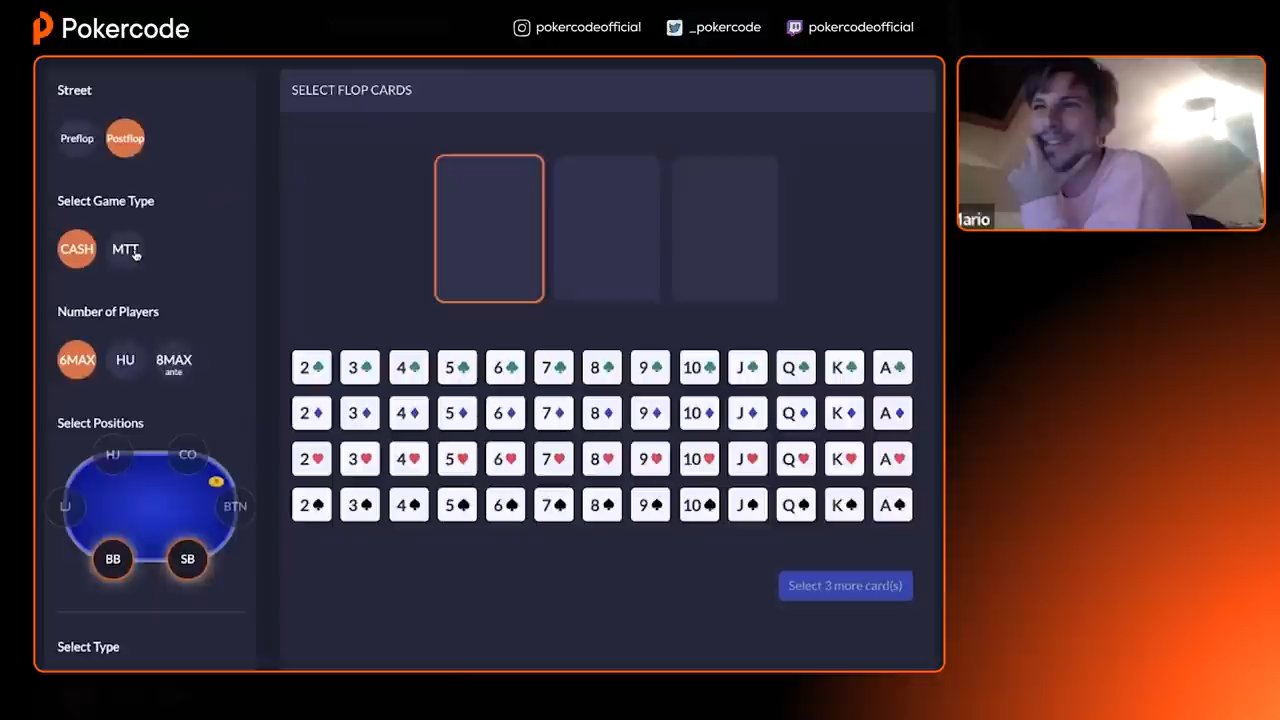 Pokercode
pokercodeofficial
_pokercode
pokercodeofficial
Street
Preflop
Postflop
Select Game Type
CASH
MTT
Number of Players
6MAX
HU
8MAX
ante
Select Positions
HJ
CO
LJ
BTN
BB
SB
Select Type
SELECT FLOP CARDS
2♣ 3♣ 4♣ 5♣ 6♣ 7♣ 8♣ 9♣ 10♣ J♣ Q♣ K♣ A♣
2♦ 3♦ 4♦ 5♦ 6♦ 7♦ 8♦ 9♦ 10♦ J♦ Q♦ K♦ A♦
2♥ 3♥ 4♥ 5♥ 6♥ 7♥ 8♥ 9♥ 10♥ J♥ Q♥ K♥ A♥
2♠ 3♠ 4♠ 5♠ 6♠ 7♠ 8♠ 9♠ 10♠ J♠ Q♠ K♠ A♠
Select 3 more card(s)